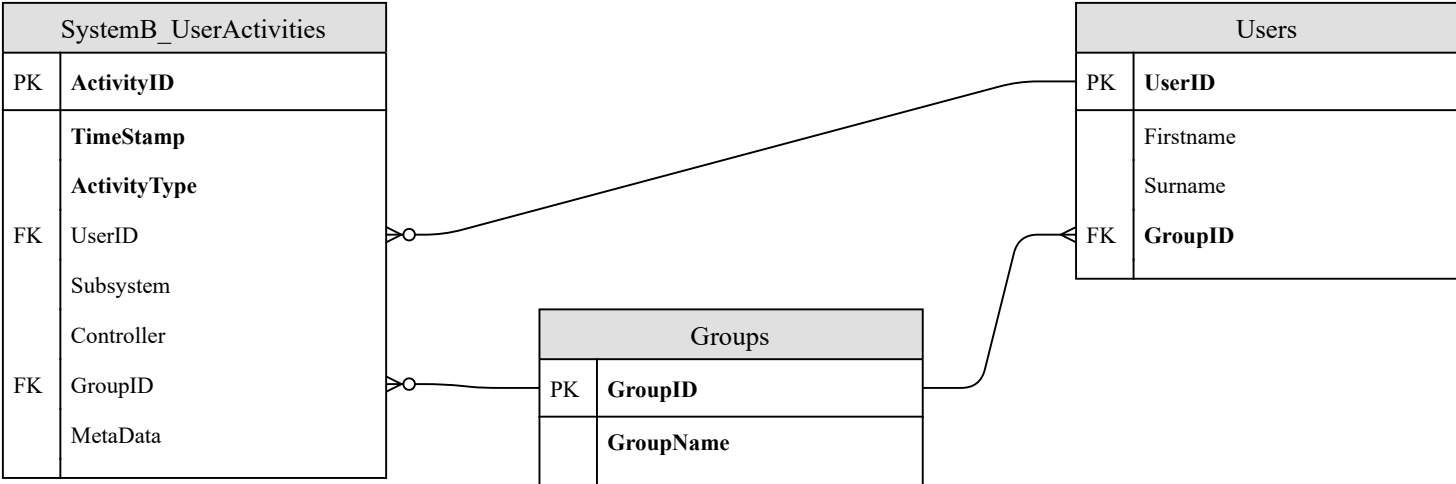 SystemB_UserActivities
PK ActivityID
TimeStamp
ActivityType
FK UserID
Subsystem
Controller
FK GroupID
MetaData
Groups
PK GroupID
GroupName
Users
PK UserID
Firstname
Surname
FK GroupID